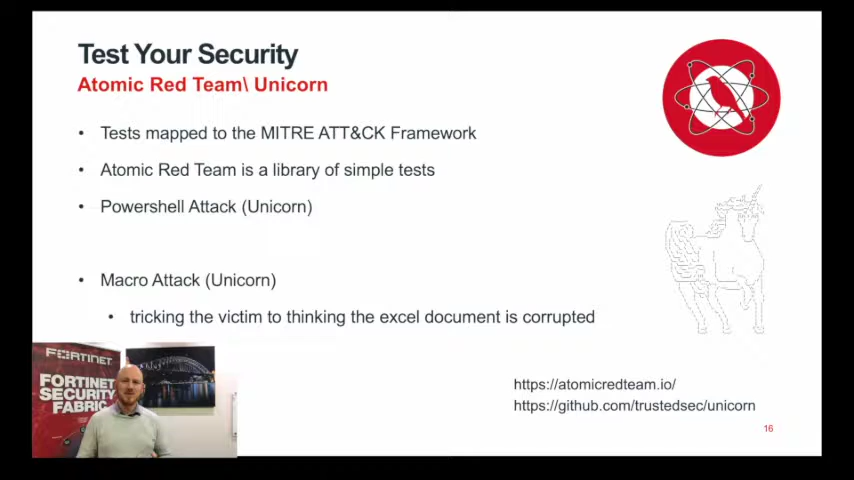 Test Your Security
Atomic Red Team\ Unicorn
• Tests mapped to the MITRE ATT&CK Framework
• Atomic Red Team is a library of simple tests
• Powershell Attack (Unicorn)
• Macro Attack (Unicorn)
• tricking the victim to thinking the excel document is corrupted
FORTINET
FORTINET
SECURITY
FABRIC
https://atomicredteam.io/
https://github.com/trustedsec/unicorn
16